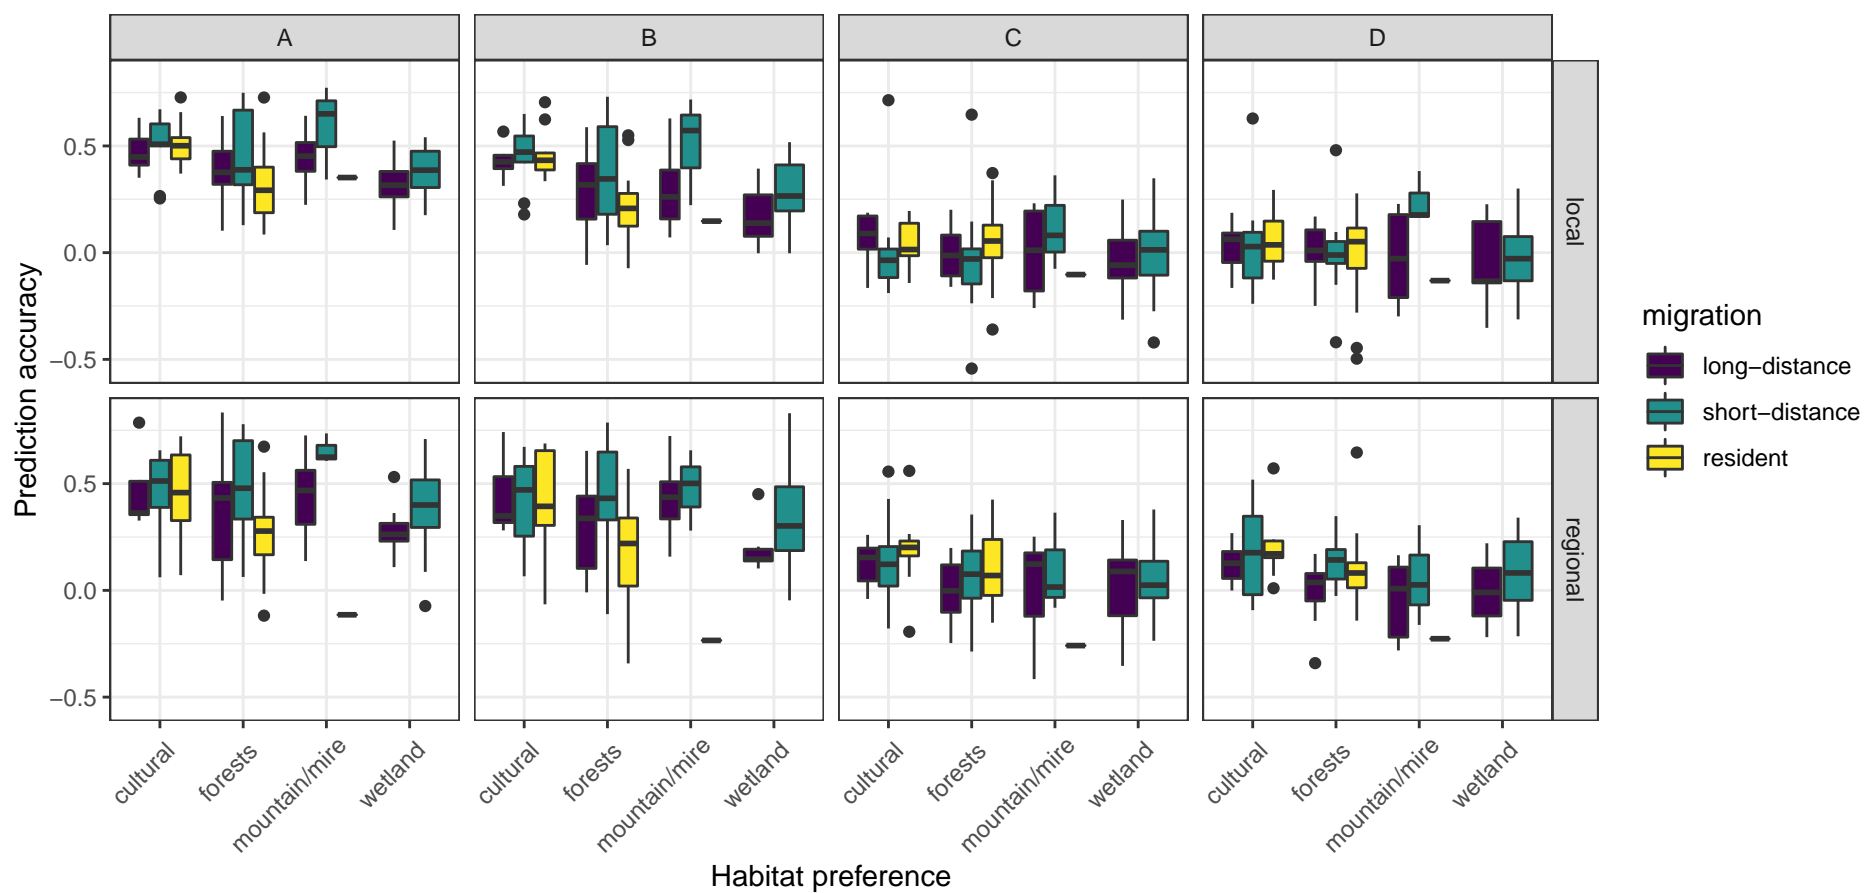 A
B
C
D
Prediction accuracy
0.5
0.0
−0.5
local
0.5
0.0
−0.5
regional
cultural
forests
mountain/mire
wetland
cultural
forests
mountain/mire
wetland
cultural
forests
mountain/mire
wetland
cultural
forests
mountain/mire
wetland
Habitat preference
migration
long−distance
short−distance
resident